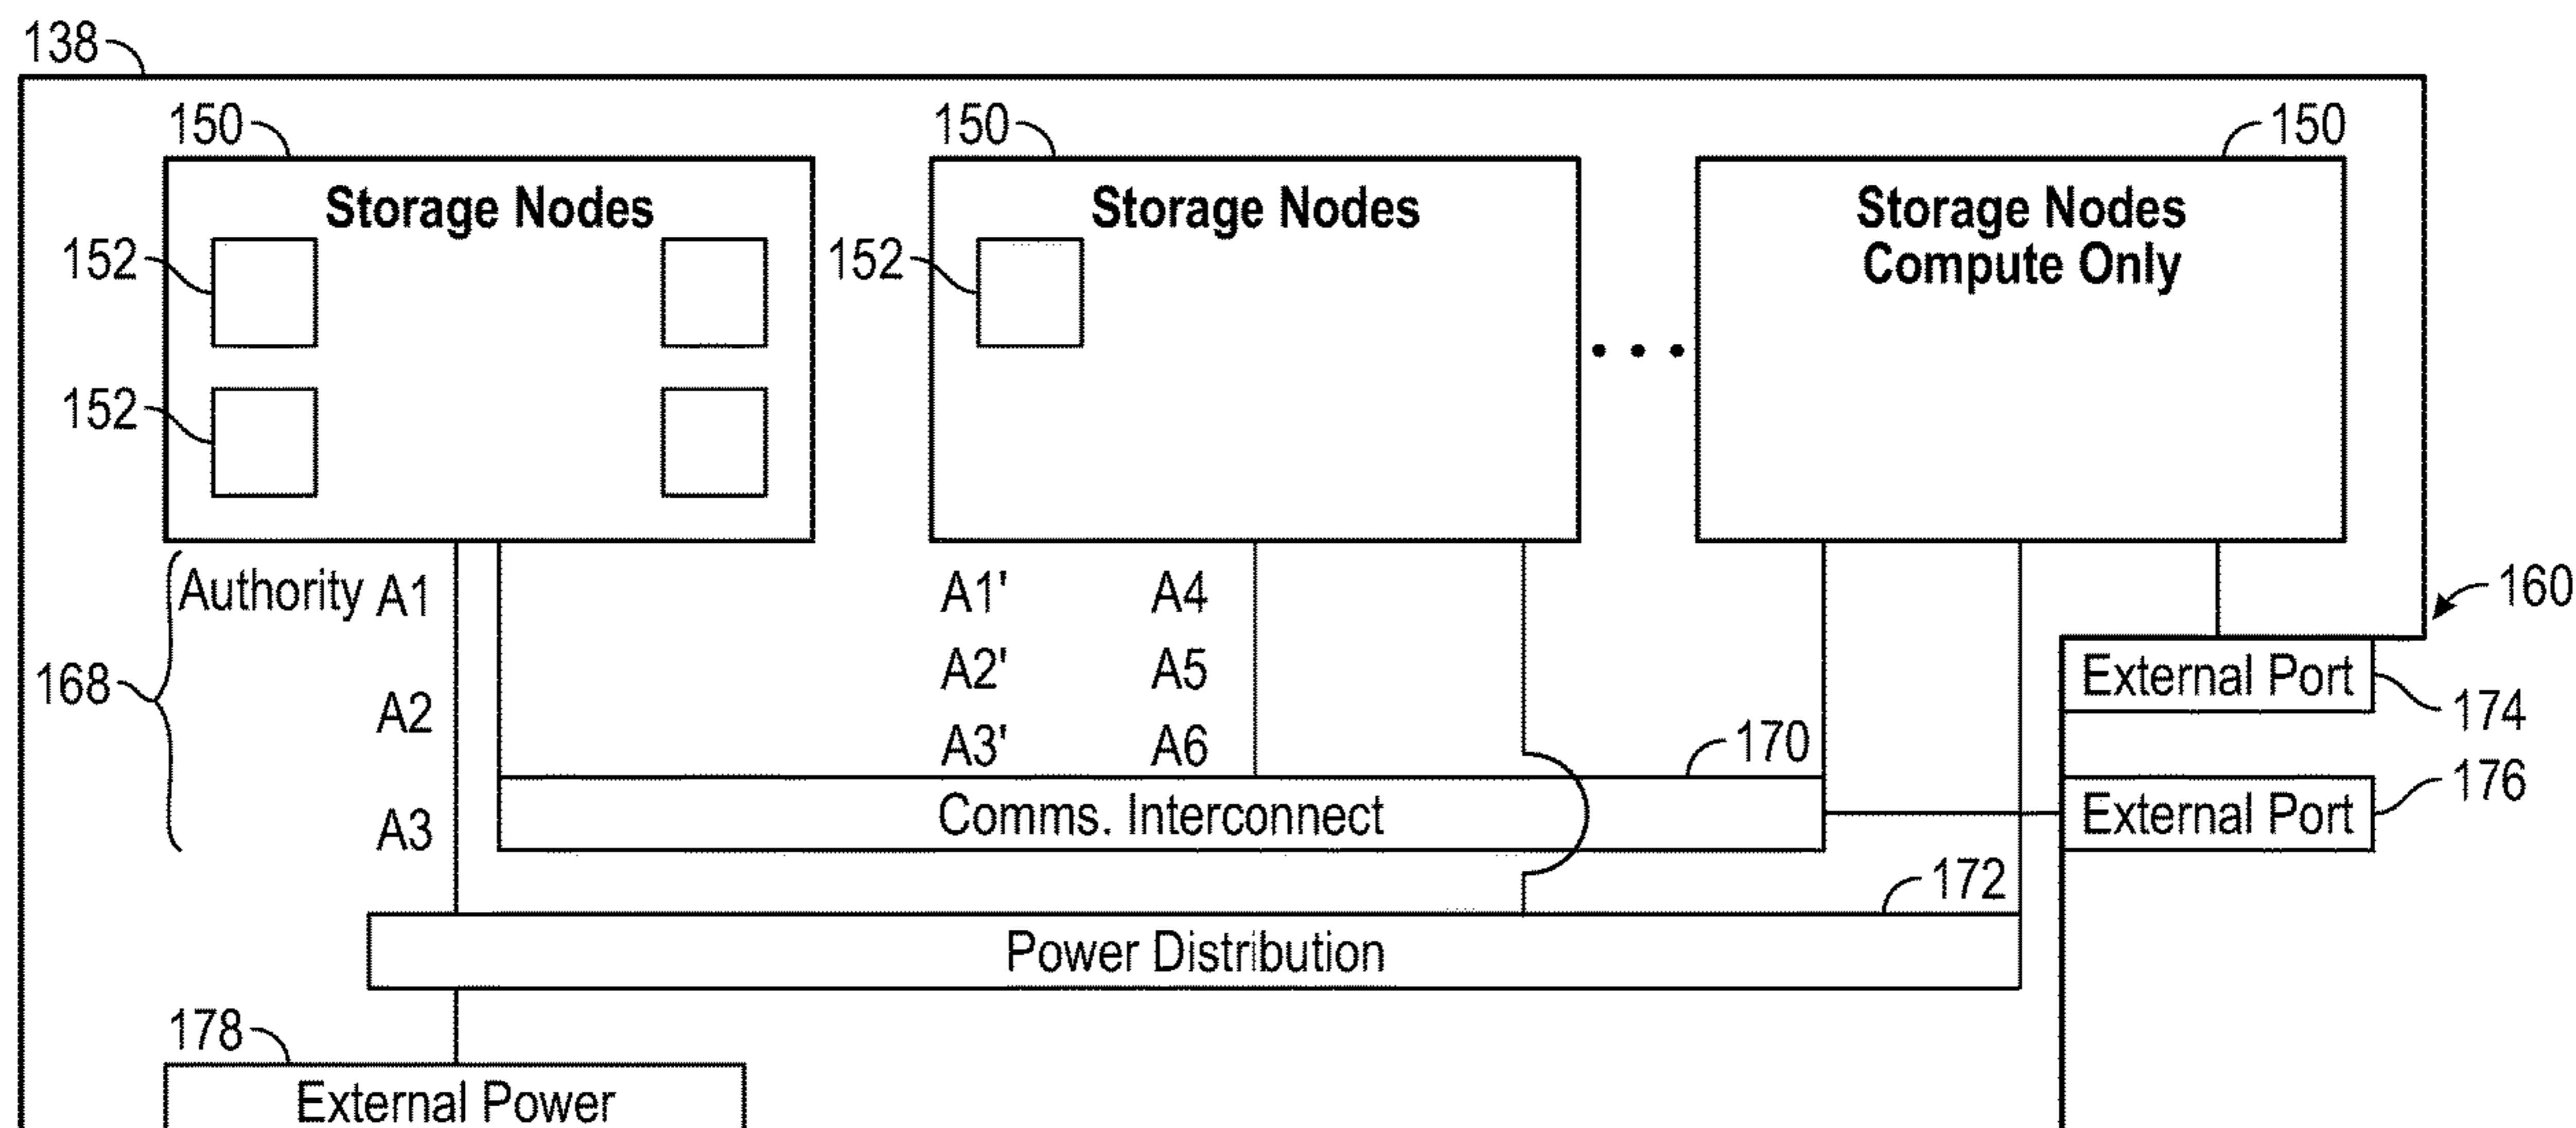 138
150
150
150
Storage Nodes
Storage Nodes
Storage Nodes
Compute Only
152
152
152
Authority A1
A1' A4
160
168
A2
A2' A5
External Port
174
A3' A6
170
A3
Comms. Interconnect
External Port
176
172
Power Distribution
178
External Power